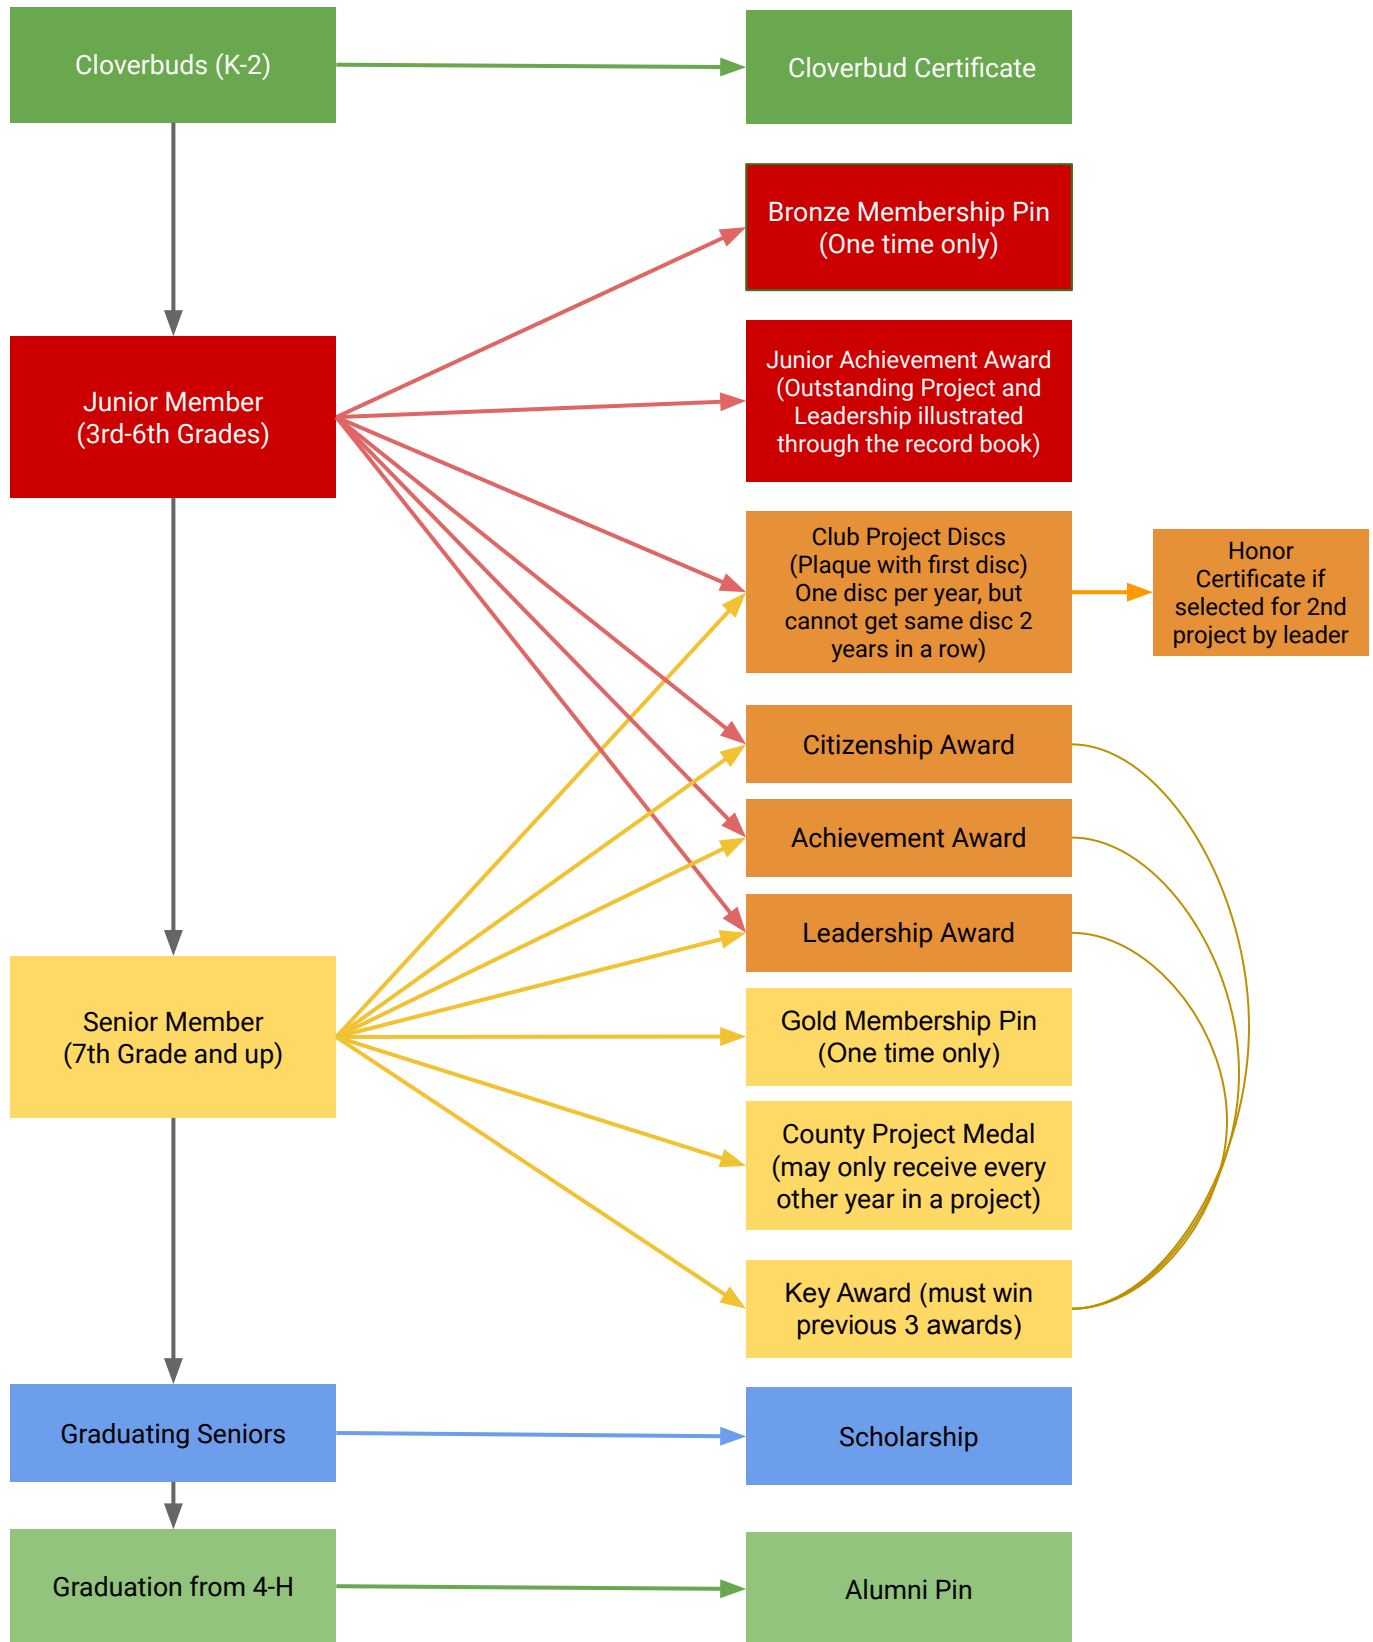 Cloverbuds (K-2)
Cloverbud Certificate
Bronze Membership Pin
(One time only)
Junior Member
(3rd-6th Grades)
Junior Achievement Award
(Outstanding Project and
Leadership illustrated
through the record book)
Club Project Discs
(Plaque with first disc)
One disc per year, but
cannot get same disc 2
years in a row)
Honor
Certificate if
selected for 2nd
project by leader
Citizenship Award
Achievement Award
Leadership Award
Senior Member
(7th Grade and up)
Gold Membership Pin
(One time only)
County Project Medal
(may only receive every
other year in a project)
Key Award (must win
previous 3 awards)
Graduating Seniors
Scholarship
Graduation from 4-H
Alumni Pin